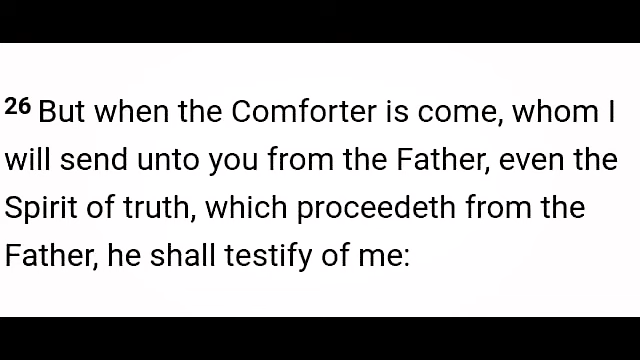 26 But when the Comforter is come, whom I
will send unto you from the Father, even the
Spirit of truth, which proceedeth from the
Father, he shall testify of me: